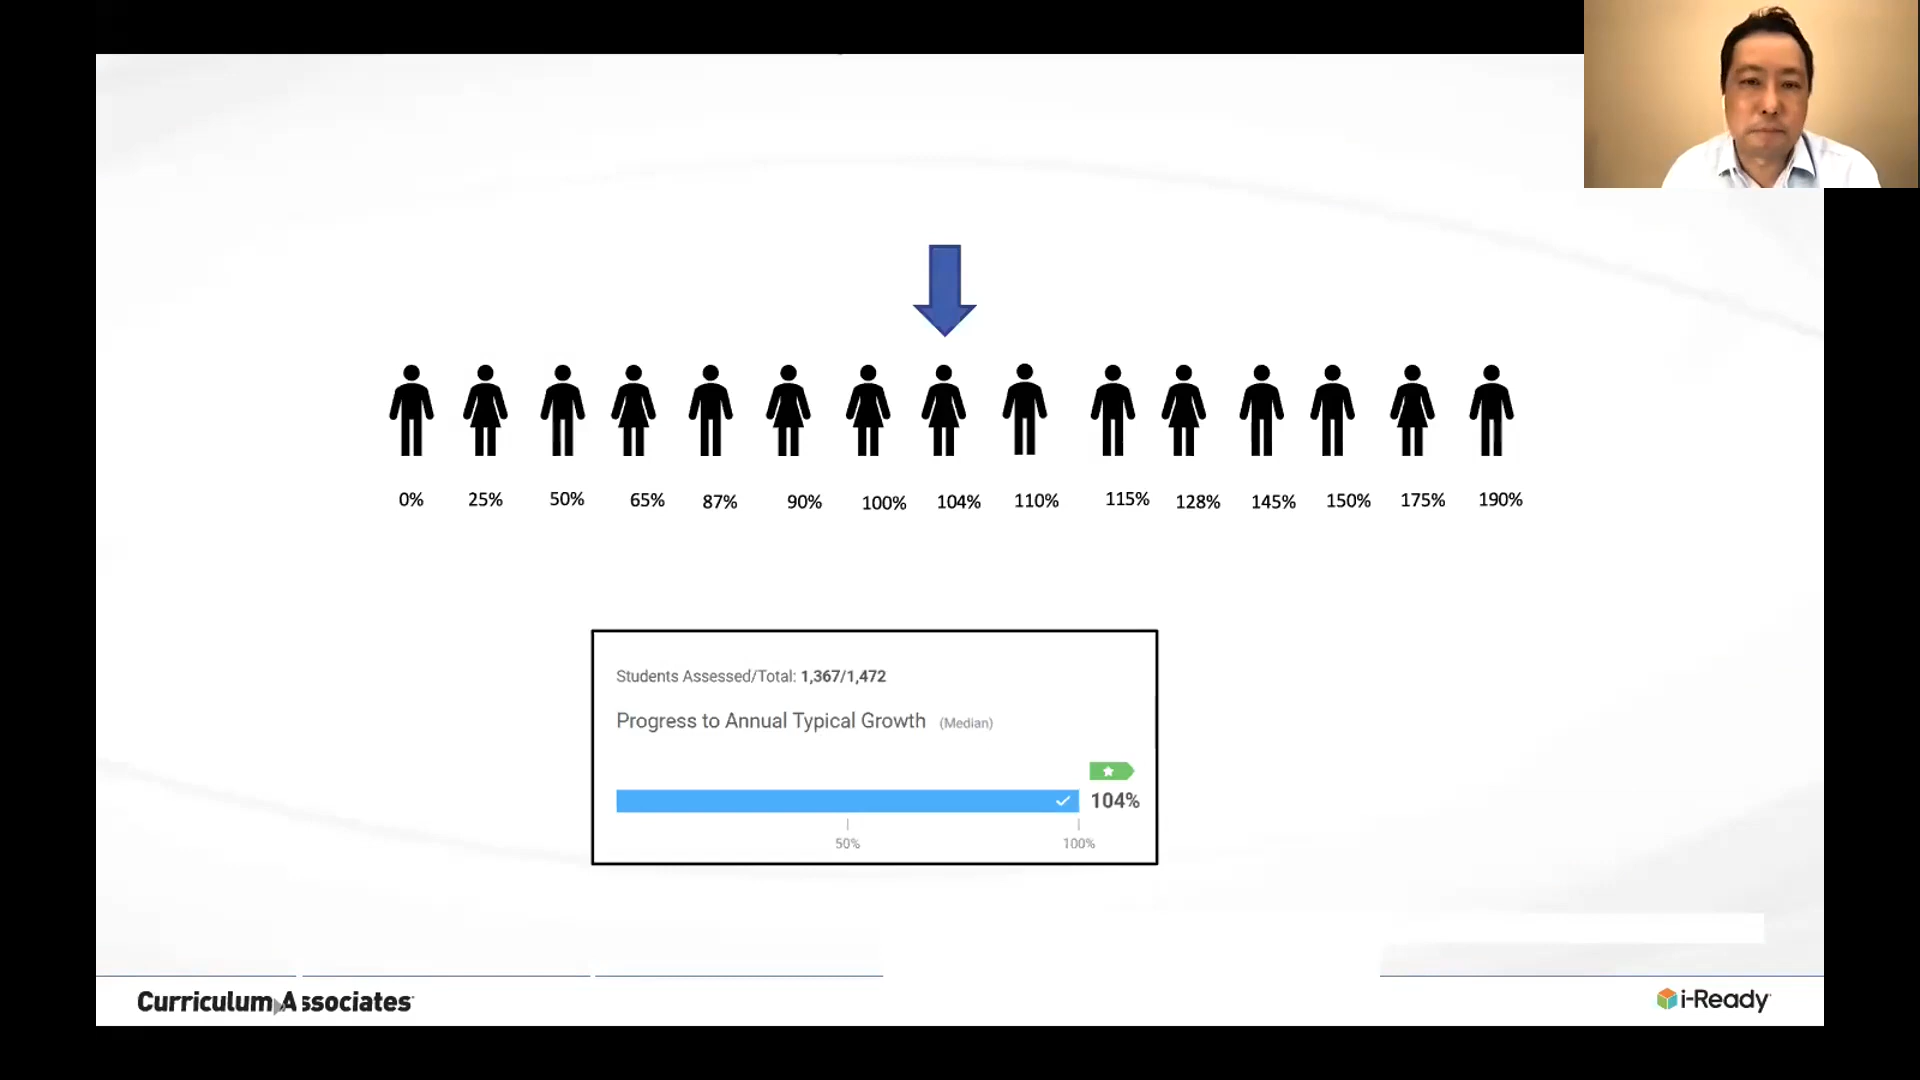 0% 25% 50% 65% 87% 90% 100% 104% 110% 115% 128% 145% 150% 175% 190%
Students Assessed/Total: 1,367/1,472
Progress to Annual Typical Growth (Median)
104%
50% 100%
Curriculum Associates
i-Ready